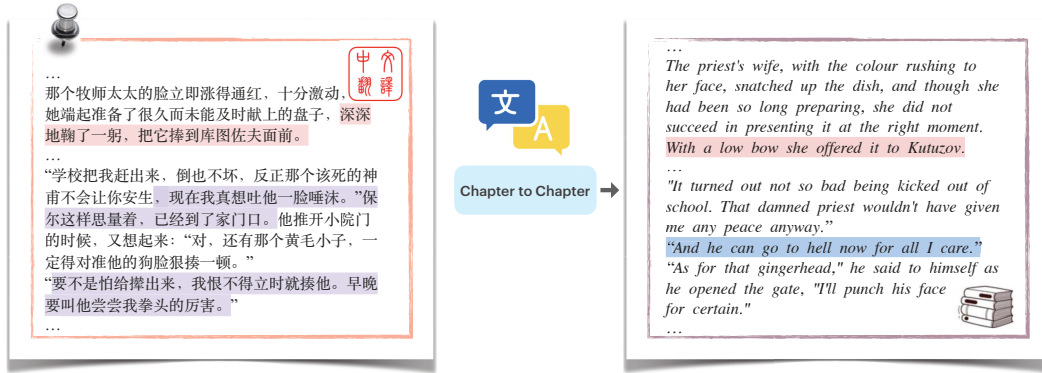 …
那个牧师太太的脸立即涨得通红，十分激动，
她端起准备了很久而未能及时献上的盘子，深深
地鞠了一躬，把它捧到库图佐夫面前。
…
“学校把我赶出来，倒也不坏，反正那个该死的神
甫不会让你安生，现在我真想吐他一脸唾沫。”保
尔这样思量着，已经到了家门口。他推开小院门
的时候，又想起来：“对，还有那个黄毛小子，一
定得对准他的狗脸狠揍一顿。”
“要不是怕给撵出来，我恨不得立时就揍他。早晚
要叫他尝尝我拳头的厉害。”
…
中文
翻譯
文
A
Chapter to Chapter
…
The priest's wife, with the colour rushing to
her face, snatched up the dish, and though she
had been so long preparing, she did not
succeed in presenting it at the right moment.
With a low bow she offered it to Kutuzov.
…
"It turned out not so bad being kicked out of
school. That damned priest wouldn't have given
me any peace anyway.”
“And he can go to hell now for all I care.”
“As for that gingerhead," he said to himself as
he opened the gate, "I'll punch his face
for certain."
…